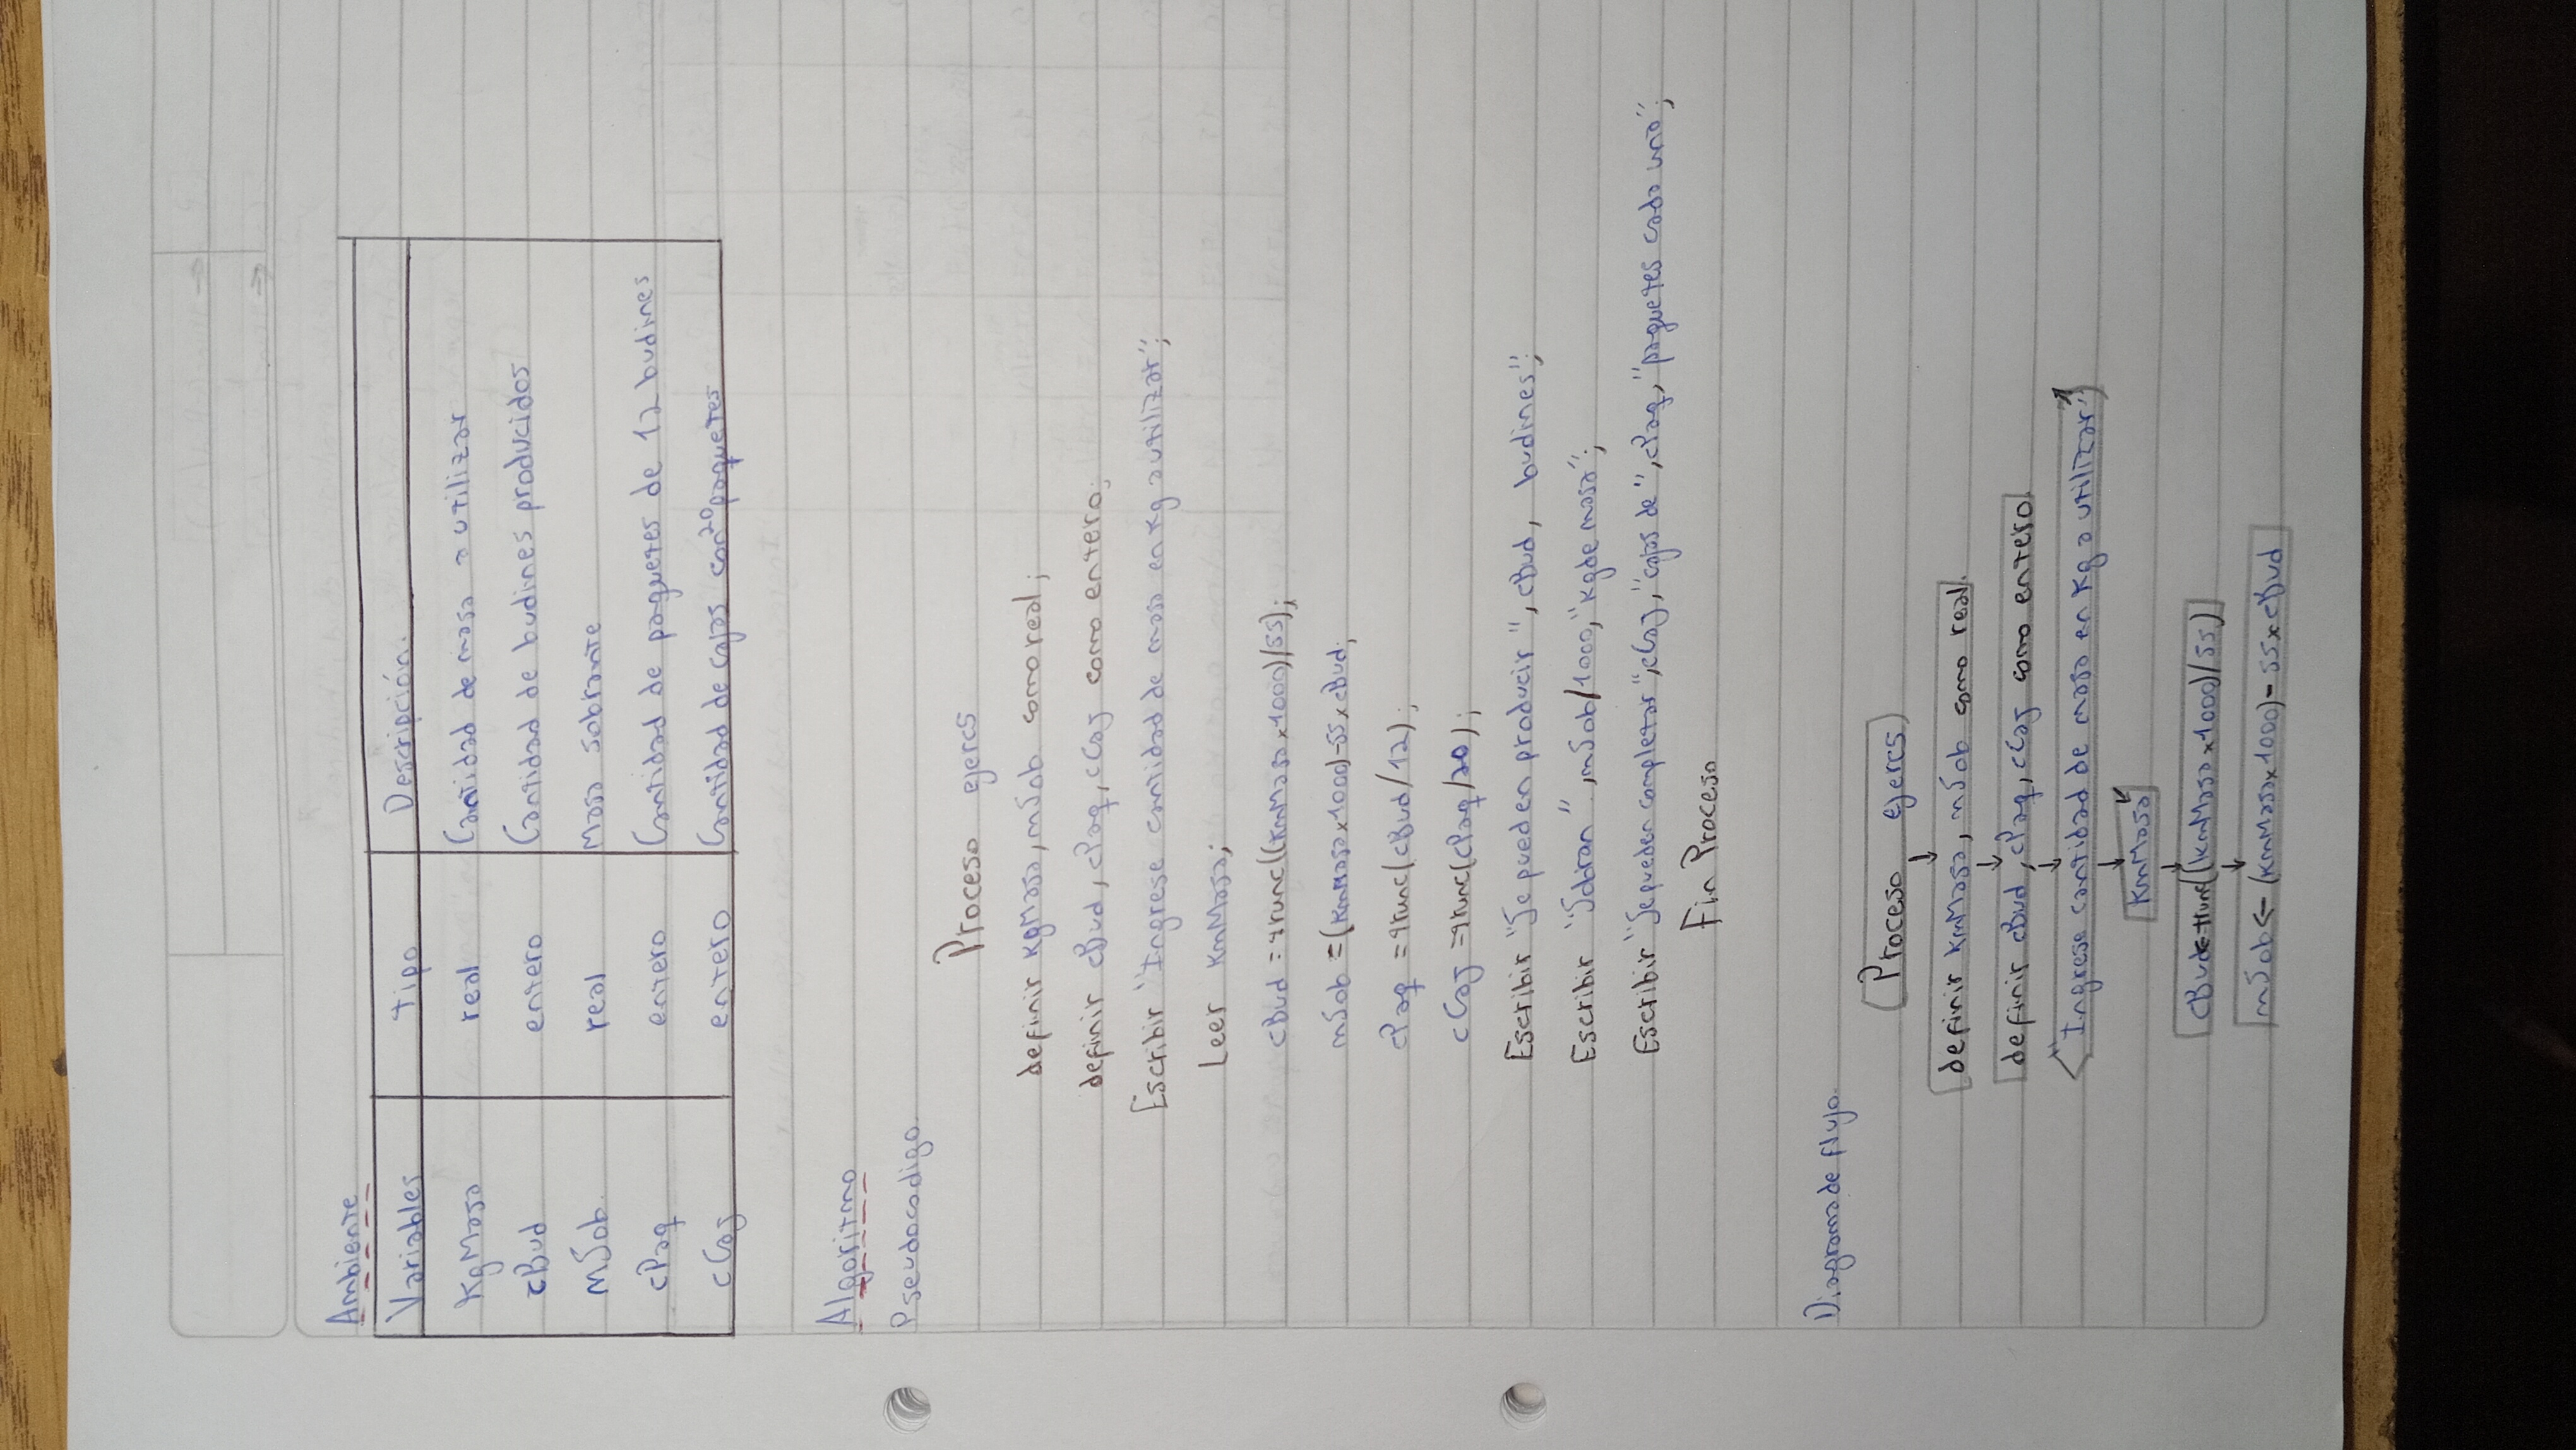 Ambiente
Variables tipo Descripción.
KgMasa real Cantidad de masa a utilizar
cBud entero Cantidad de budines producidos
mSob. real Masa sobrante
cPaq entero Cantidad de paquetes de 12 budines
cCaj entero Cantidad de cajas con 20 paquetes
Algoritmo
Pseudocodigo.
Proceso ejerc5
definir KgMasa, mSob como real;
definir cBud, cPaq, cCaj como entero;
Escribir "Ingrese cantidad de masa en Kg a utilizar";
Leer KmMasa;
cBud = trunc((KmMasa x 1000)/55);
mSob = (KmMasa x 1000) - 55 x cBud;
cPaq = trunc(cBud/12);
cCaj = trunc(cPaq/20);
Escribir "Se pueden producir ", cBud, budines";
Escribir "Sobran ", mSob/1000, "Kg de masa";
Escribir "Se pueden completar ", cCaj, "cajas de ", cPaq, "paquetes cada una";
Fin Proceso
Diagrama de flujo.
Proceso ejerc5
definir KmMasa, mSob como real.
definir cBud, cPaq, cCaj como entero.
"Ingrese cantidad de masa en Kg a utilizar"
KmMasa
cBud ← trunc((KmMasa x 1000)/55)
mSob ← (KmMasa x 1000) - 55 x cBud